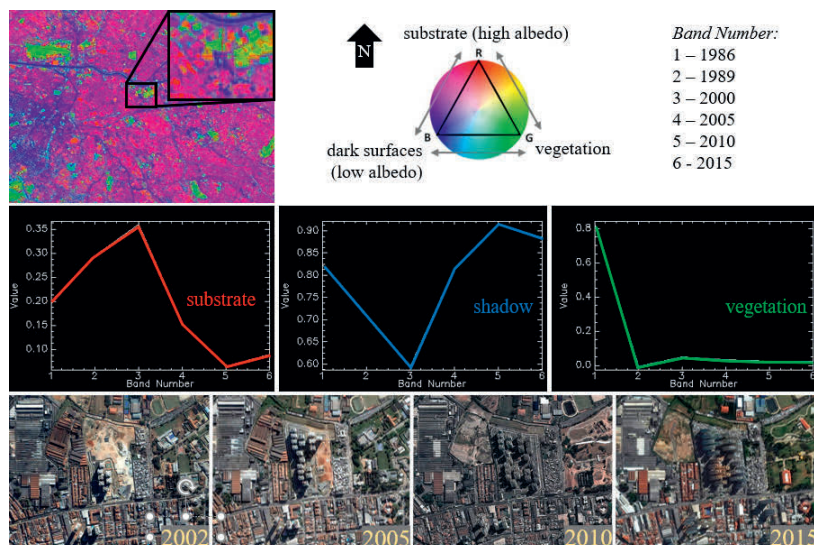 substrate (high albedo)
N
R
B
G
dark surfaces
(low albedo)
vegetation
Band Number:
1 – 1986
2 – 1989
3 – 2000
4 – 2005
5 – 2010
6 - 2015
0.35
0.30
0.25
0.20
0.15
0.10
Value
substrate
1 2 3 4 5 6
Band Number
0.90
0.85
0.80
0.75
0.70
0.65
0.60
Value
shadow
1 2 3 4 5 6
Band Number
0.8
0.6
0.4
0.2
0.0
Value
vegetation
1 2 3 4 5 6
Band Number
2002
2005
2010
2015